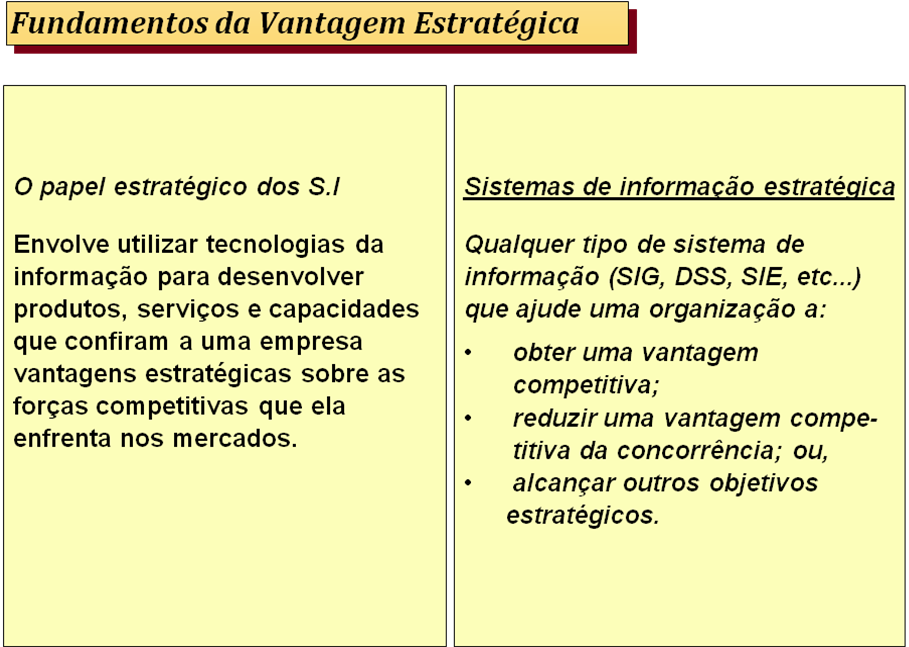 Fundamentos da Vantagem Estratégica
O papel estratégico dos S.I
Envolve utilizar tecnologias da
informação para desenvolver
produtos, serviços e capacidades
que confiram a uma empresa
vantagens estratégicas sobre as
forças competitivas que ela
enfrenta nos mercados.
Sistemas de informação estratégica
Qualquer tipo de sistema de
informação (SIG, DSS, SIE, etc...)
que ajude uma organização a:
• obter uma vantagem
competitiva;
• reduzir uma vantagem compe-
titiva da concorrência; ou,
• alcançar outros objetivos
estratégicos.